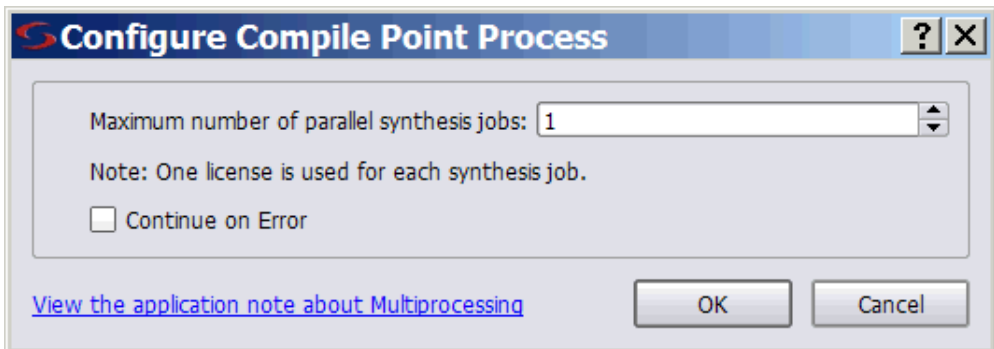 Configure Compile Point Process
Maximum number of parallel synthesis jobs: 1
Note: One license is used for each synthesis job.
Continue on Error
View the application note about Multiprocessing OK Cancel